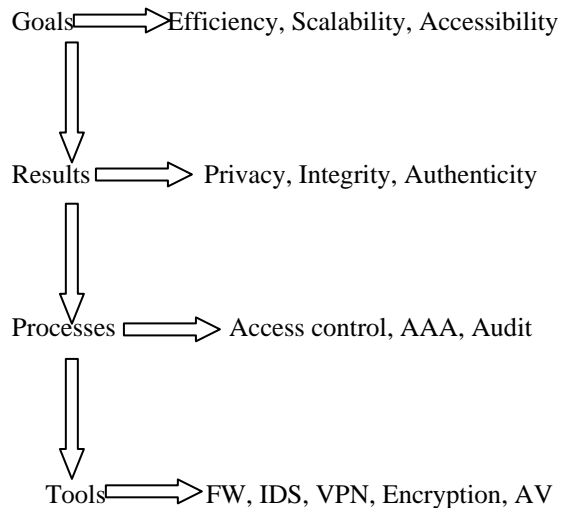 Goals Efficiency, Scalability, Accessibility
Results Privacy, Integrity, Authenticity
Processes Access control, AAA, Audit
Tools FW, IDS, VPN, Encryption, AV